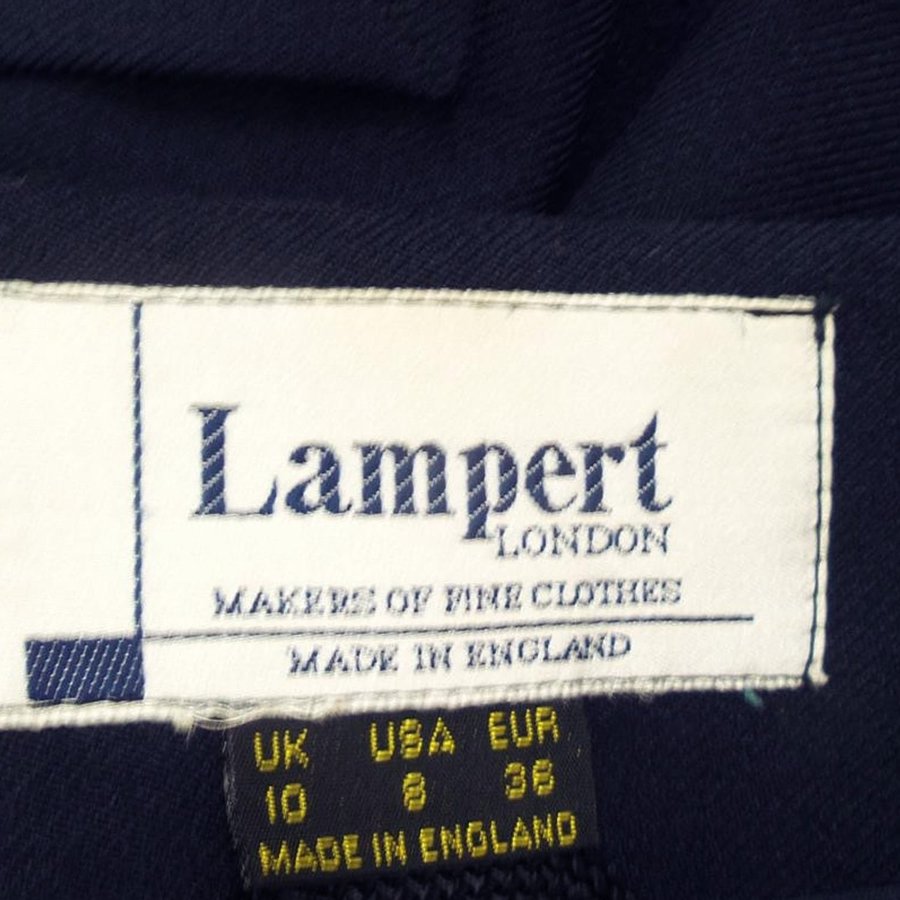 Lampert
LONDON
MAKERS OF FINE CLOTHES
MADE IN ENGLAND
UK USA EUR
10 8 38
MADE IN ENGLAND